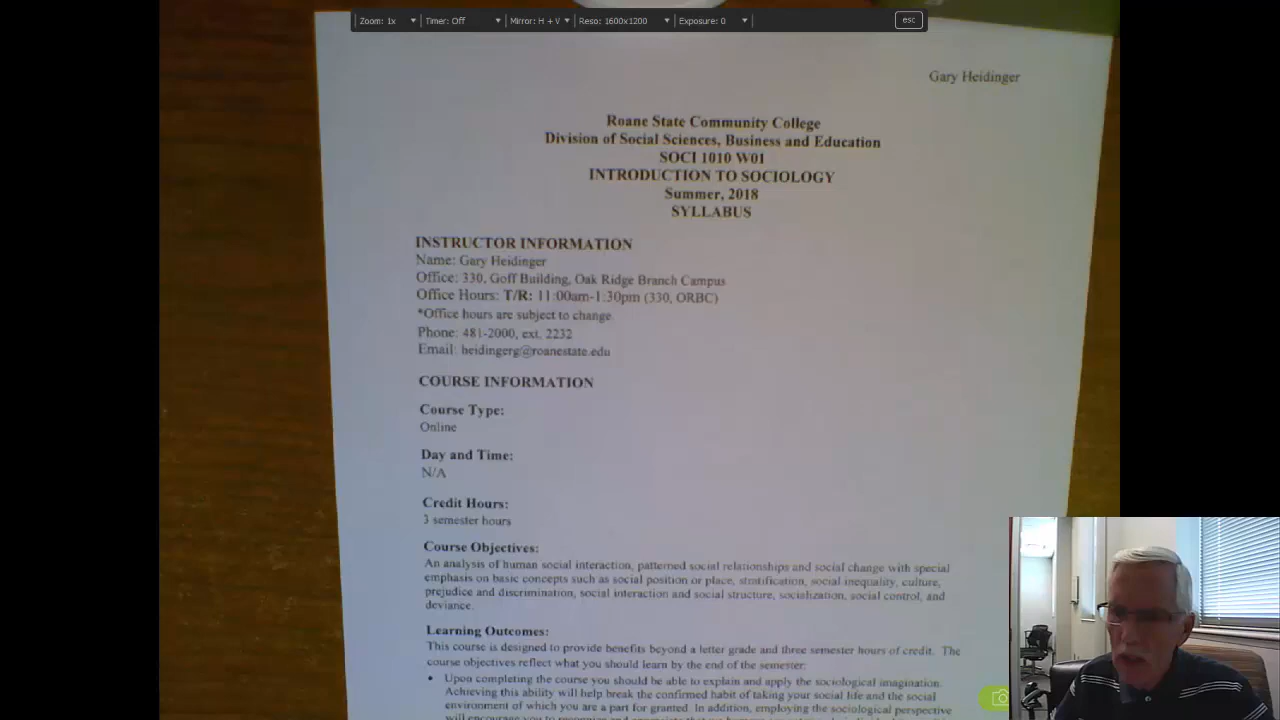 Zoom: 1x Timer: Off Mirror: H + V Reso: 1600x1200 Exposure: 0 esc
Gary Heidinger
Roane State Community College
Division of Social Sciences, Business and Education
SOCI 1010 W01
INTRODUCTION TO SOCIOLOGY
Summer, 2018
SYLLABUS
INSTRUCTOR INFORMATION
Name: Gary Heidinger
Office: 330, Goff Building, Oak Ridge Branch Campus
Office Hours: T/R: 11:00am-1:30pm (330, ORBC)
*Office hours are subject to change.
Phone: 481-2000, ext. 2232
Email: heidingerg@roanestate.edu
COURSE INFORMATION
Course Type:
Online
Day and Time:
N/A
Credit Hours:
3 semester hours
Course Objectives:
An analysis of human social interaction, patterned social relationships and social change with special
emphasis on basic concepts such as social position or place, stratification, social inequality, culture,
prejudice and discrimination, social interaction and social structure, socialization, social control, and
deviance.
Learning Outcomes:
This course is designed to provide benefits beyond a letter grade and three semester hours of credit. The
course objectives reflect what you should learn by the end of the semester:
• Upon completing the course you should be able to explain and apply the sociological imagination.
Achieving this ability will help break the confirmed habit of taking your social life and the social
environment of which you are a part for granted. In addition, employing the sociological perspective
will encourage you to recognize and appreciate that we human